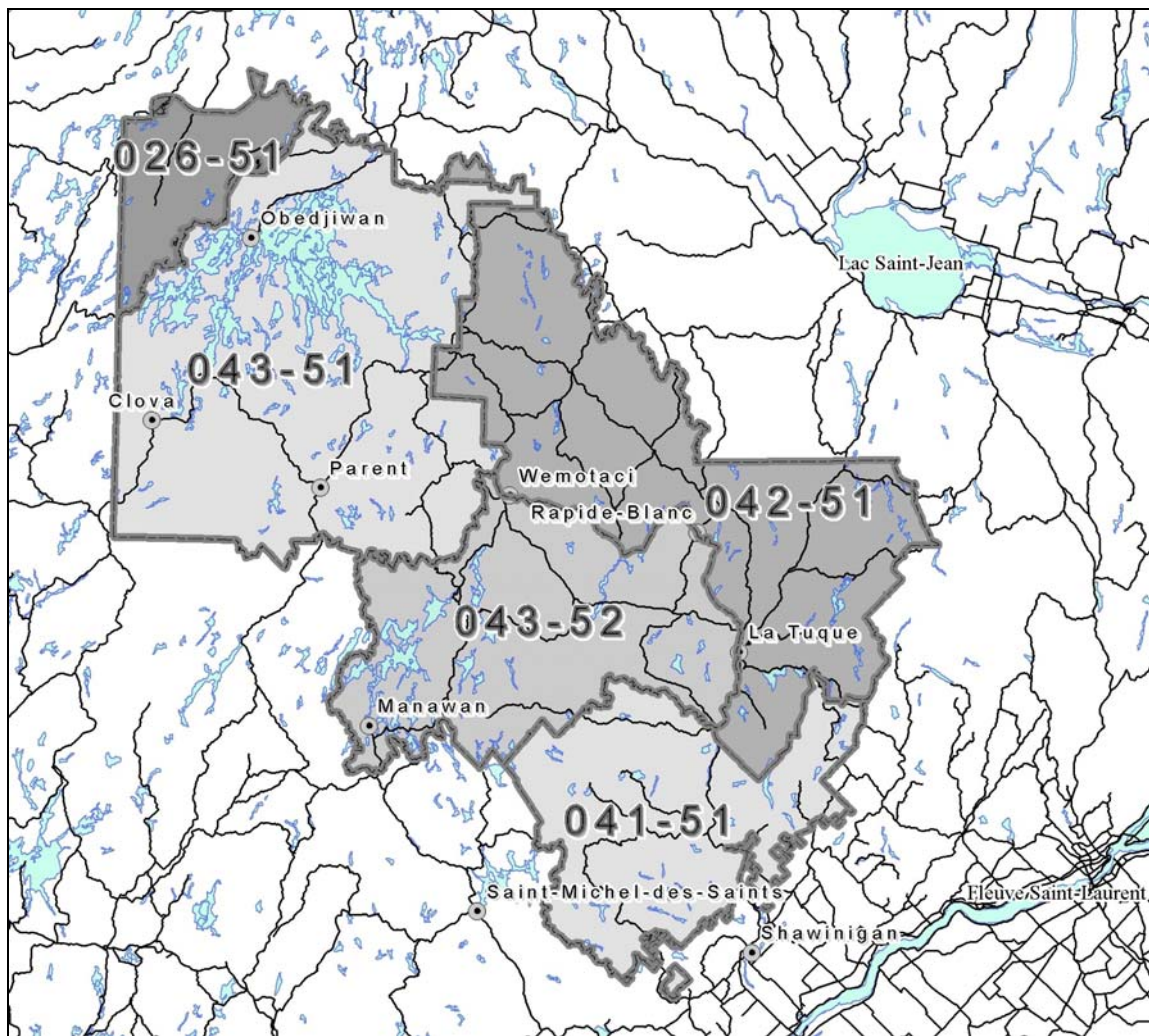 026-51
Obedjiwan
Lac Saint-Jean
043-51
Clova
Parent
Wemotaci
Rapide-Blanc
042-51
043-52
La Tuque
Manawan
041-51
Saint-Michel-des-Saints
Fleuve Saint-Laurent
Shawinigan